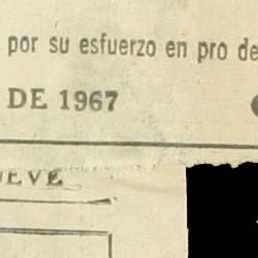 por su esfuerzo en pro de
DE 1967